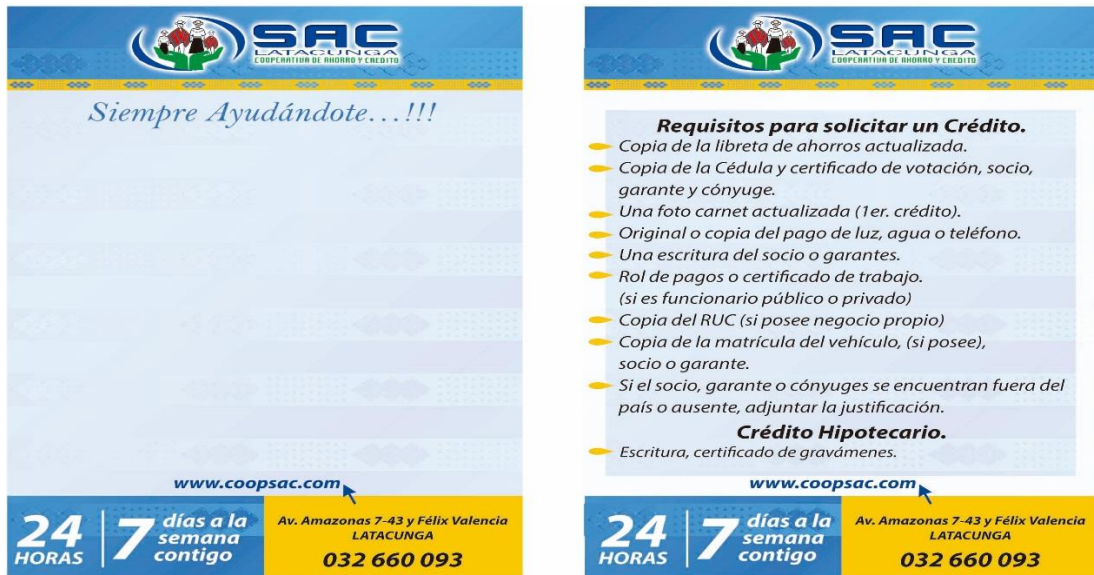 SAC
LATACUNGA
COOPERATIVA DE AHORRO Y CREDITO
Siempre Ayudándote...!!!
www.coopsac.com
24
HORAS
7
días a la
semana
contigo
Av. Amazonas 7-43 y Félix Valencia
LATACUNGA
032 660 093
SAC
LATACUNGA
COOPERATIVA DE AHORRO Y CREDITO
Requisitos para solicitar un Crédito.
Copia de la libreta de ahorros actualizada.
Copia de la Cédula y certificado de votación, socio,
garante y cónyuge.
Una foto carnet actualizada (1er. crédito).
Original o copia del pago de luz, agua o teléfono.
Una escritura del socio o garantes.
Rol de pagos o certificado de trabajo.
(si es funcionario público o privado)
Copia del RUC (si posee negocio propio)
Copia de la matrícula del vehículo, (si posee),
socio o garante.
Si el socio, garante o cónyuges se encuentran fuera del
país o ausente, adjuntar la justificación.
Crédito Hipotecario.
Escritura, certificado de gravámenes.
www.coopsac.com
24
HORAS
7
días a la
semana
contigo
Av. Amazonas 7-43 y Félix Valencia
LATACUNGA
032 660 093